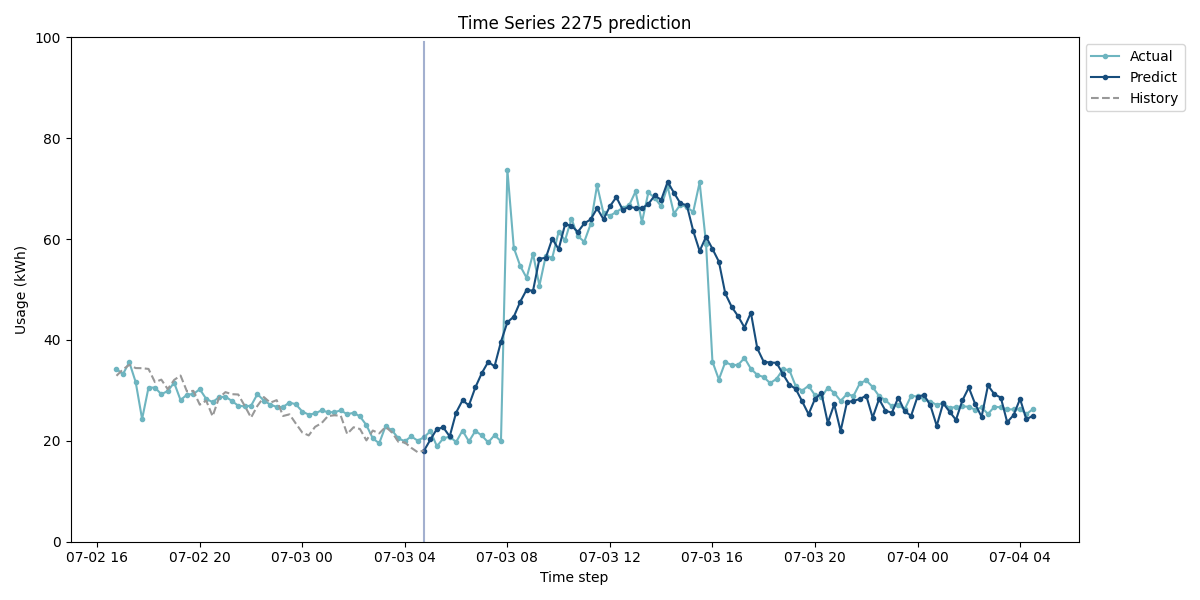 Time Series 2275 prediction
100
80
60
40
20
0
Usage (kWh)
07-02 16
07-02 20
07-03 00
07-03 04
07-03 08
07-03 12
07-03 16
07-03 20
07-04 00
07-04 04
Time step
Actual
Predict
History